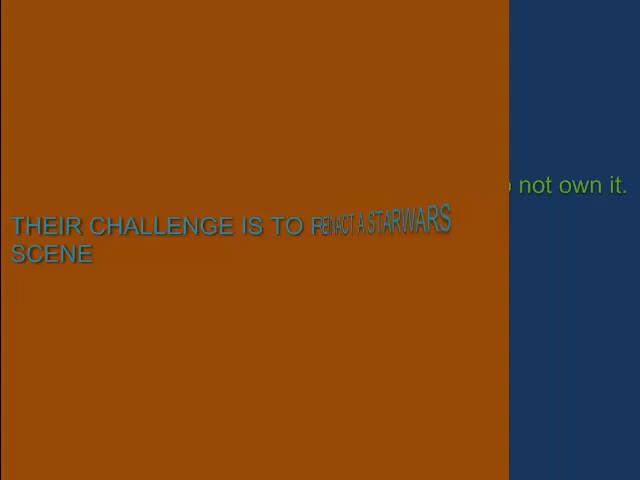 not own it.
THEIR CHALLENGE IS TO RENACT A STARWARS
SCENE